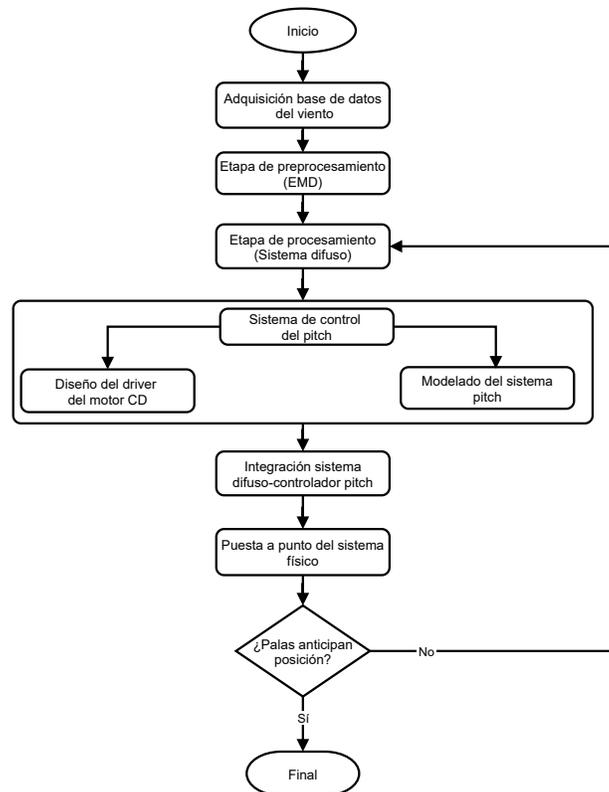 Inicio
Adquisición base de datos
del viento
Etapa de preprocesamiento
(EMD)
Etapa de procesamiento
(Sistema difuso)
Sistema de control
del pitch
Diseño del driver
del motor CD
Modelado del sistema
pitch
Integración sistema
difuso-controlador pitch
Puesta a punto del sistema
físico
¿Palas anticipan
posición?
No
Sí
Final